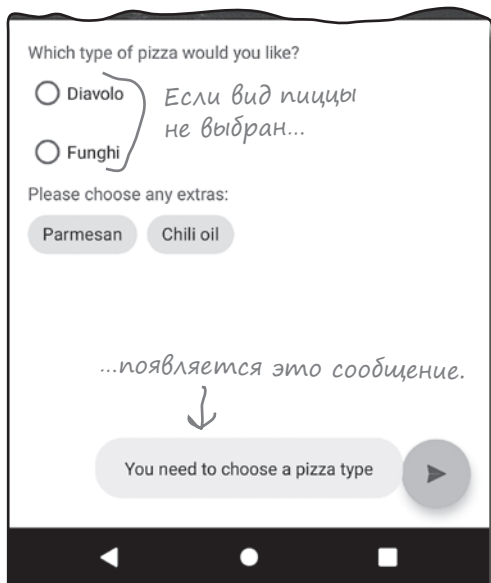 Which type of pizza would you like?
Diavolo
Если вид пиццы
не выбран...
Funghi
Please choose any extras:
Parmesan Chili oil
...появляется это сообщение.
You need to choose a pizza type